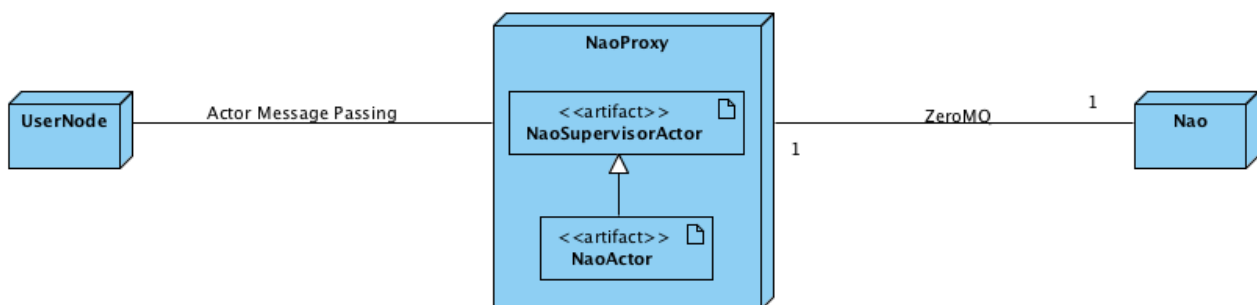 NaoProxy
UserNode
Actor Message Passing
<<artifact>>
NaoSupervisorActor
<<artifact>>
NaoActor
1
ZeroMQ
1
Nao